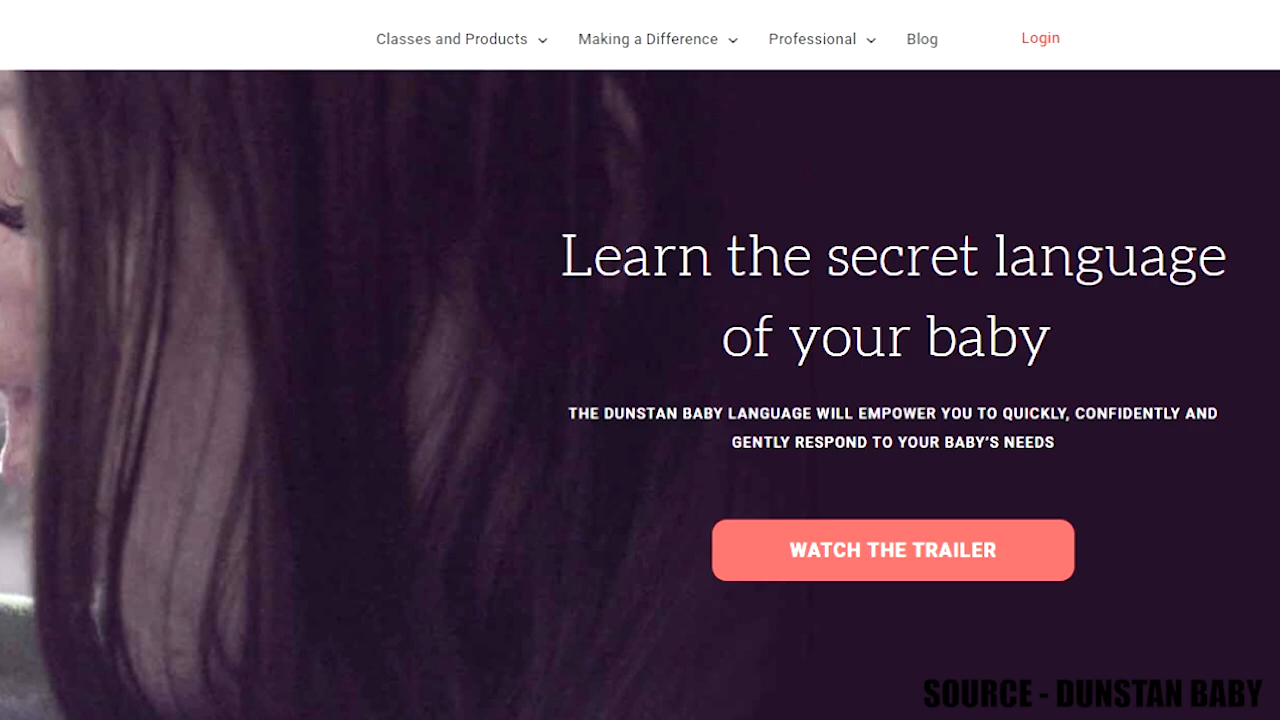 Classes and Products Making a Difference Professional Blog Login
Learn the secret language
of your baby
THE DUNSTAN BABY LANGUAGE WILL EMPOWER YOU TO QUICKLY, CONFIDENTLY AND
GENTLY RESPOND TO YOUR BABY’S NEEDS
WATCH THE TRAILER
SOURCE - DUNSTAN BABY